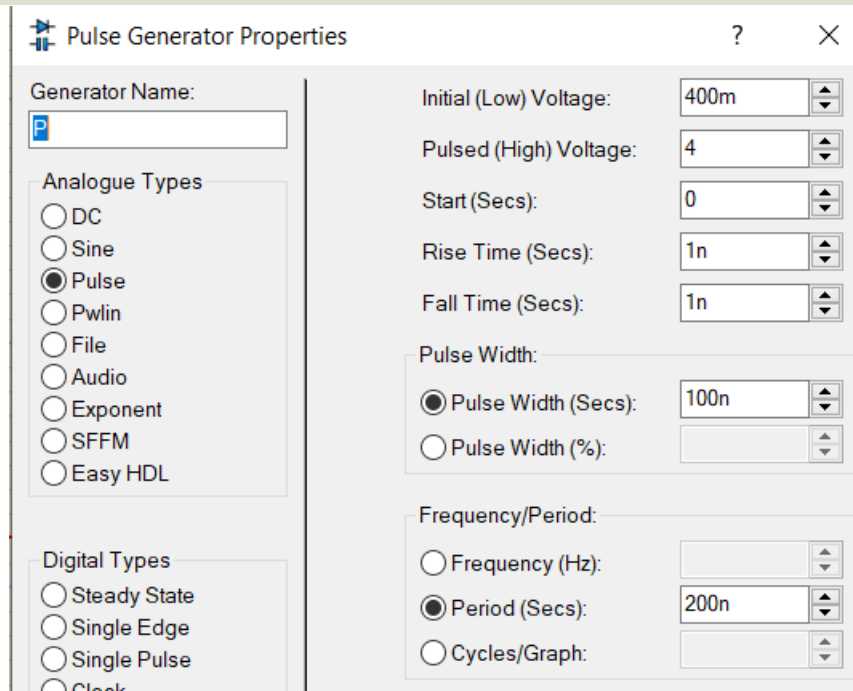 Pulse Generator Properties
?
Generator Name:
P
Analogue Types
DC
Sine
Pulse
Pwlin
File
Audio
Exponent
SFFM
Easy HDL
Digital Types
Steady State
Single Edge
Single Pulse
Clock
Initial (Low) Voltage: 400m
Pulsed (High) Voltage: 4
Start (Secs): 0
Rise Time (Secs): 1n
Fall Time (Secs): 1n
Pulse Width:
Pulse Width (Secs): 100n
Pulse Width (%):
Frequency/Period:
Frequency (Hz):
Period (Secs): 200n
Cycles/Graph: